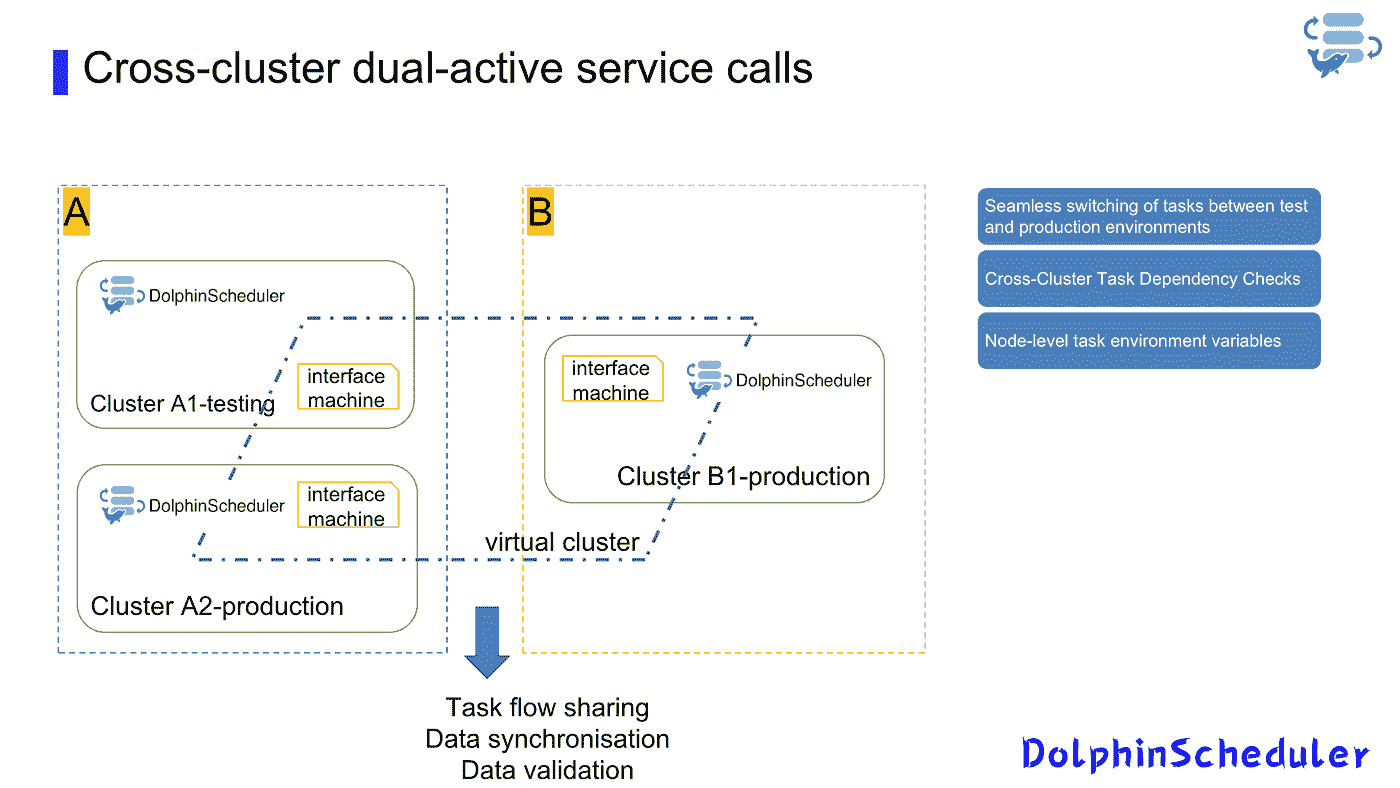 Cross-cluster dual-active service calls
A
DolphinScheduler
interface
machine
Cluster A1-testing
DolphinScheduler
interface
machine
Cluster A2-production
B
interface
machine
DolphinScheduler
Cluster B1-production
virtual cluster
Task flow sharing
Data synchronisation
Data validation
Seamless switching of tasks between test
and production environments
Cross-Cluster Task Dependency Checks
Node-level task environment variables
DolphinScheduler